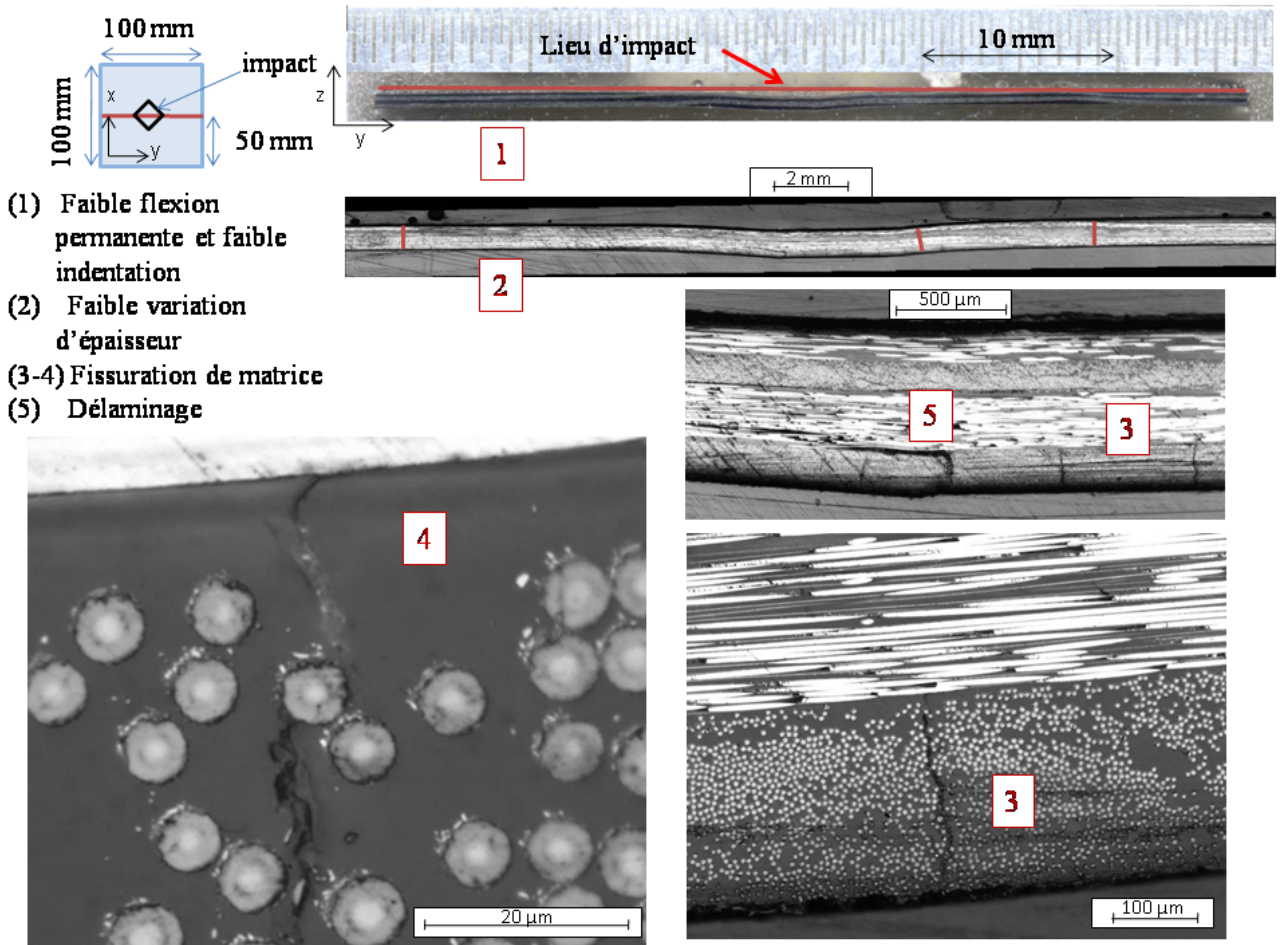 100 mm
impact
100 mm
x
y
50 mm
z
y
Lieu d'impact
10 mm
1
2 mm
2
(1) Faible flexion
permanente et faible
indentation
(2) Faible variation
d'épaisseur
(3-4) Fissuration de matrice
(5) Délaminage
500 µm
5
3
4
20 µm
3
100 µm